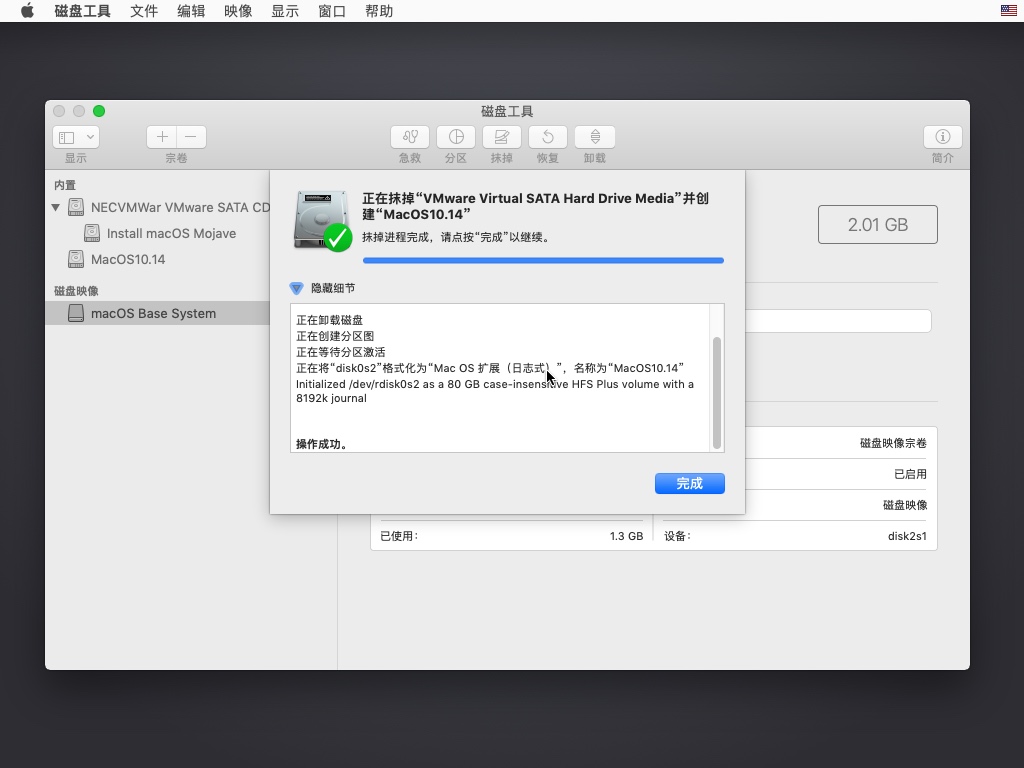 磁盘工具 文件 编辑 映像 显示 窗口 帮助
磁盘工具
显示 宗卷 急救 分区 抹掉 恢复 卸载 简介
内置
NECVMWar VMware SATA CD
Install macOS Mojave
MacOS10.14
磁盘映像
macOS Base System
正在抹掉“VMware Virtual SATA Hard Drive Media”并创
建“MacOS10.14”
抹掉进程完成，请点按“完成”以继续。
隐藏细节
正在卸载磁盘
正在创建分区图
正在等待分区激活
正在将“disk0s2”格式化为“Mac OS 扩展（日志式）”，名称为“MacOS10.14”
Initialized /dev/rdisk0s2 as a 80 GB case-insensitive HFS Plus volume with a
8192k journal
操作成功。
完成
2.01 GB
磁盘映像宗卷
已启用
磁盘映像
已使用： 1.3 GB 设备： disk2s1